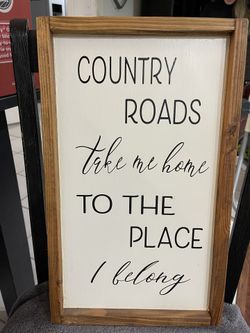 COUNTRY
ROADS
take me home
TO THE
PLACE
I belong